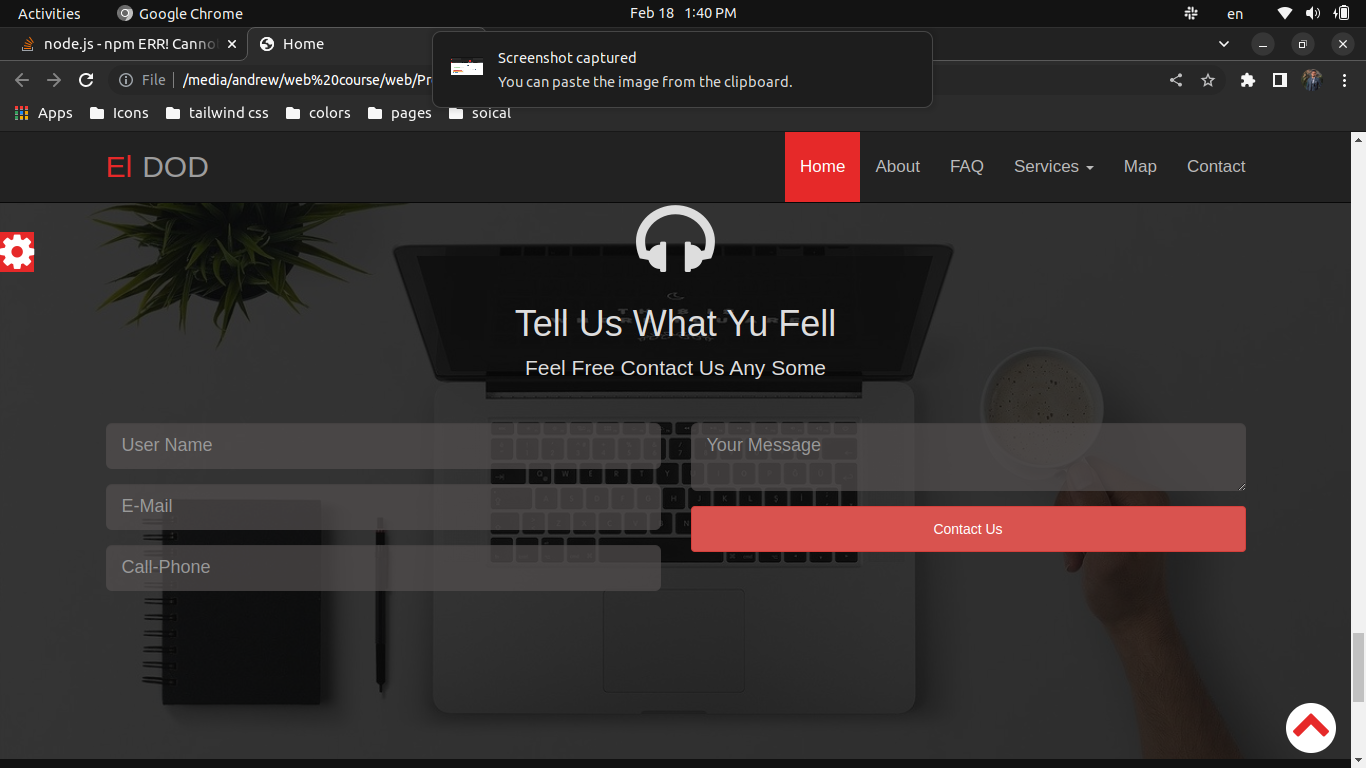 Activities
Google Chrome
Feb 18 1:40 PM
en
node.js - npm ERR! Canno
Home
Screenshot captured
You can paste the image from the clipboard.
File
/media/andrew/web%20course/web/Pr
Apps
Icons
tailwind css
colors
pages
soical
El DOD
Home
About
FAQ
Services
Map
Contact
Tell Us What Yu Fell
Feel Free Contact Us Any Some
User Name
Your Message
E-Mail
Contact Us
Call-Phone